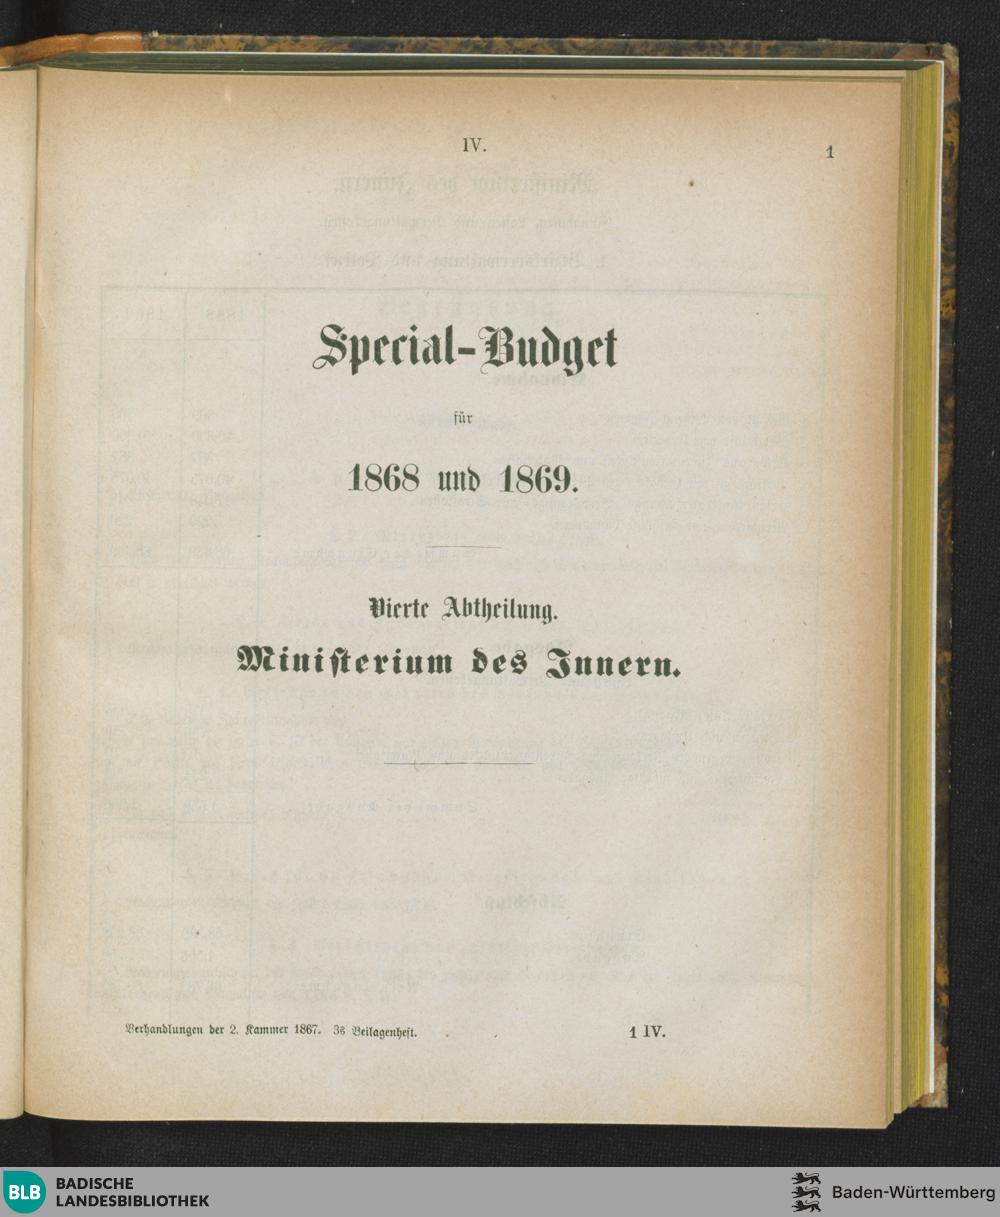 IV.
1
Special-Budget
für
1868 und 1869.
Vierte Abtheilung.
Ministerium des Innern.
Verhandlungen der 2. Kammer 1867. 3s Beilagenheft.
1 IV.
BLB
BADISCHE
LANDESBIBLIOTHEK
Baden-Württemberg